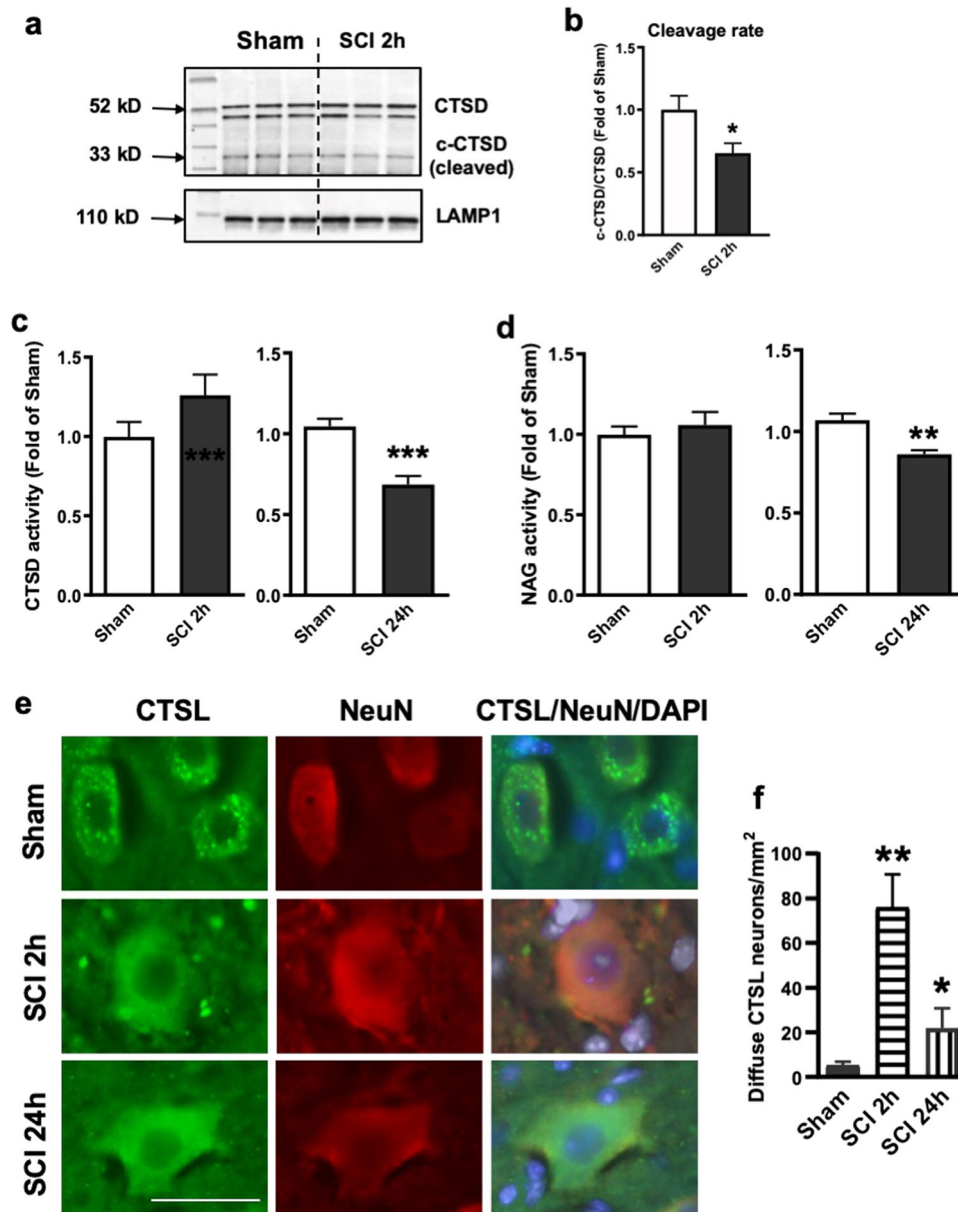 a
Sham SCI 2h
52 kD CTSD
33 kD c-CTSD
(cleaved)
110 kD LAMP1
b
Cleavage rate
c-CTSD/CTSD (Fold of Sham)
1.5
1.0
*
0.5
0.0
Sham SCI 2h
c
CTSD activity (Fold of Sham)
1.5
1.0
***
0.5
0.0
Sham SCI 2h
1.5
1.0
***
0.5
0.0
Sham SCI 24h
d
NAG activity (Fold of Sham)
1.5
1.0
0.5
0.0
Sham SCI 2h
1.5
1.0
**
0.5
0.0
Sham SCI 24h
e
CTSL NeuN CTSL/NeuN/DAPI
Sham
SCI 2h
SCI 24h
f
Diffuse CTSL neurons/mm²
100
80
60
40
20
0
**
*
Sham SCI 2h SCI 24h